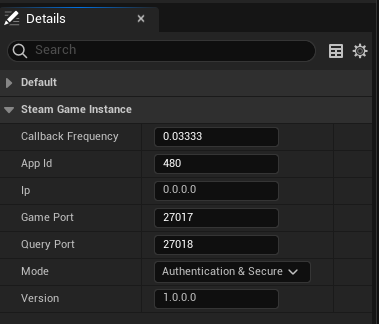 Details
Search
Default
Steam Game Instance
Callback Frequency 0.03333
App Id 480
Ip 0.0.0.0
Game Port 27017
Query Port 27018
Mode Authentication & Secure
Version 1.0.0.0